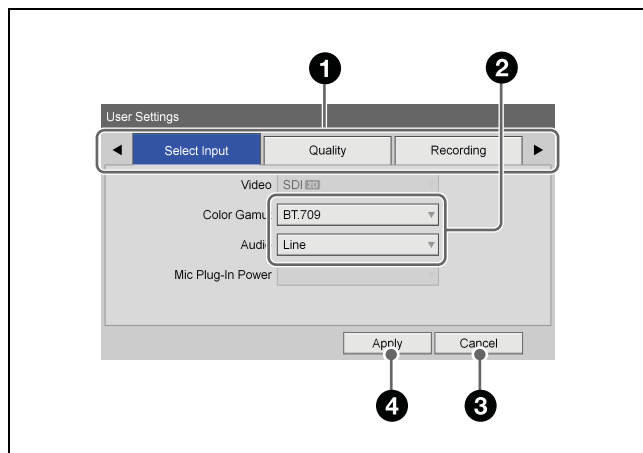 1
2
User Settings
◄ Select Input Quality Recording ►
Video SDI 2D
Color Gamu BT.709
Audi Line
Mic Plug-In Power
Apply Cancel
4
3